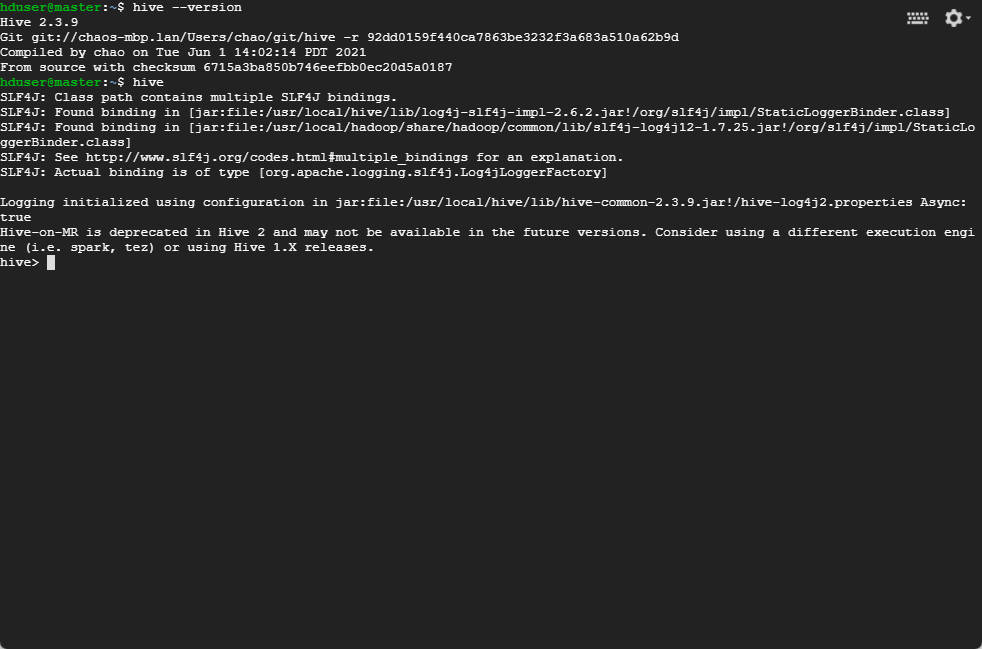 hduser@master:~$ hive --version
Hive 2.3.9
Git git://chaos-mbp.lan/Users/chao/git/hive -r 92dd0159f440ca7863be3232f3a683a510a62b9d
Compiled by chao on Tue Jun 1 14:02:14 PDT 2021
From source with checksum 6715a3ba850b746eefbb0ec20d5a0187
hduser@master:~$ hive
SLF4J: Class path contains multiple SLF4J bindings.
SLF4J: Found binding in [jar:file:/usr/local/hive/lib/log4j-slf4j-impl-2.6.2.jar!/org/slf4j/impl/StaticLoggerBinder.class]
SLF4J: Found binding in [jar:file:/usr/local/hadoop/share/hadoop/common/lib/slf4j-log4j12-1.7.25.jar!/org/slf4j/impl/StaticLo
ggerBinder.class]
SLF4J: See http://www.slf4j.org/codes.html#multiple_bindings for an explanation.
SLF4J: Actual binding is of type [org.apache.logging.slf4j.Log4jLoggerFactory]
Logging initialized using configuration in jar:file:/usr/local/hive/lib/hive-common-2.3.9.jar!/hive-log4j2.properties Async:
true
Hive-on-MR is deprecated in Hive 2 and may not be available in the future versions. Consider using a different execution engi
ne (i.e. spark, tez) or using Hive 1.X releases.
hive>